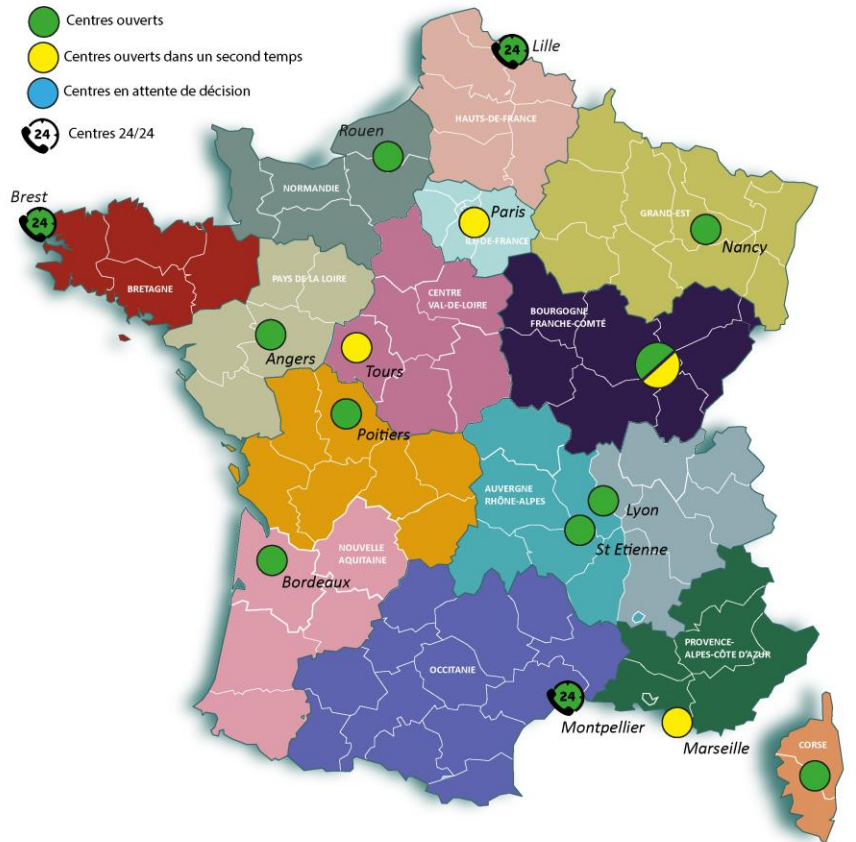 Centres ouverts
Centres ouverts dans un second temps
Centres en attente de décision
24
Centres 24/24
24
Lille
HAUTS-DE-FRANCE
Rouen
NORMANDIE
Brest
24
Paris
ILE-DE-FRANCE
GRAND-EST
Nancy
BRETAGNE
PAYS DE LA LOIRE
CENTRE
VAL-DE-LOIRE
BOURGOGNE
FRANCHE-COMTÉ
Angers
Tours
Poitiers
AUVERGNE
RHÔNE-ALPES
Lyon
St Etienne
NOUVELLE
AQUITAINE
Bordeaux
PROVENCE-
ALPES-CÔTE D'AZUR
OCCITANIE
24
Montpellier
Marseille
CORSE